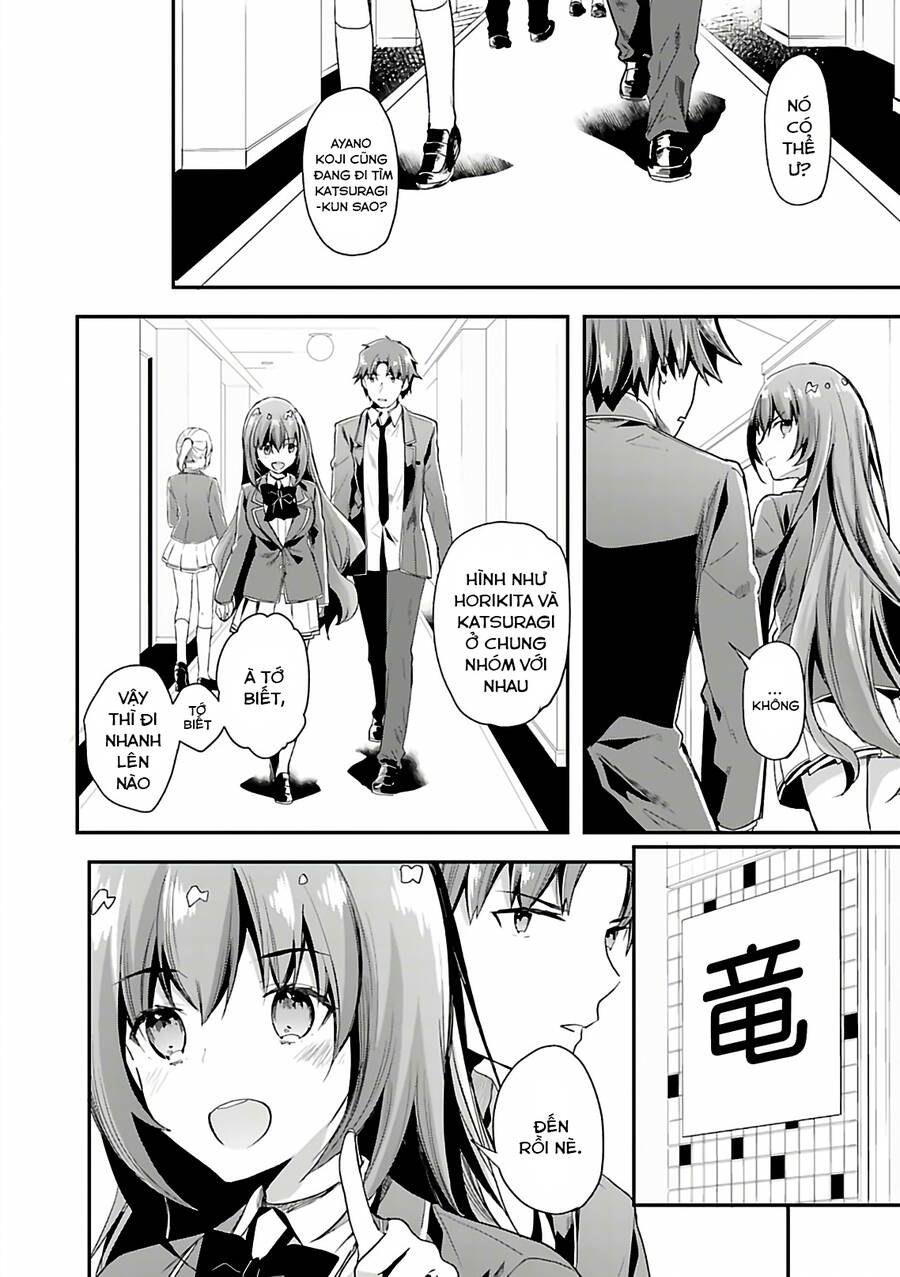 NÓ
CÓ
THỂ
Ư?
AYANO
KOJI CŨNG
ĐANG ĐI TÌM
KATSURAGI
-KUN SAO?
...
KHÔNG
HÌNH NHƯ
HORIKITA VÀ
KATSURAGI
Ở CHUNG
NHÓM VỚI
NHAU
À TỚ
BIẾT,
TỚ
BIẾT
VẬY
THÌ ĐI
NHANH
LÊN
NÀO
竜
ĐẾN
RỒI NÈ.